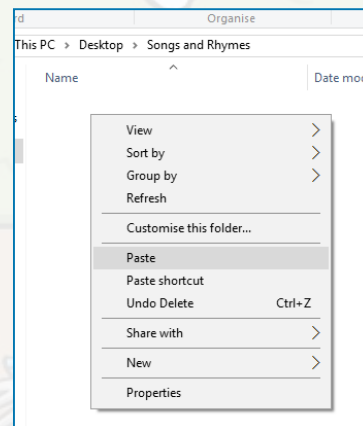 rd Organise
This PC > Desktop > Songs and Rhymes
Name Date mod
s
View
Sort by
Group by
Refresh
Customise this folder...
Paste
Paste shortcut
Undo Delete Ctrl+Z
Share with
New
Properties